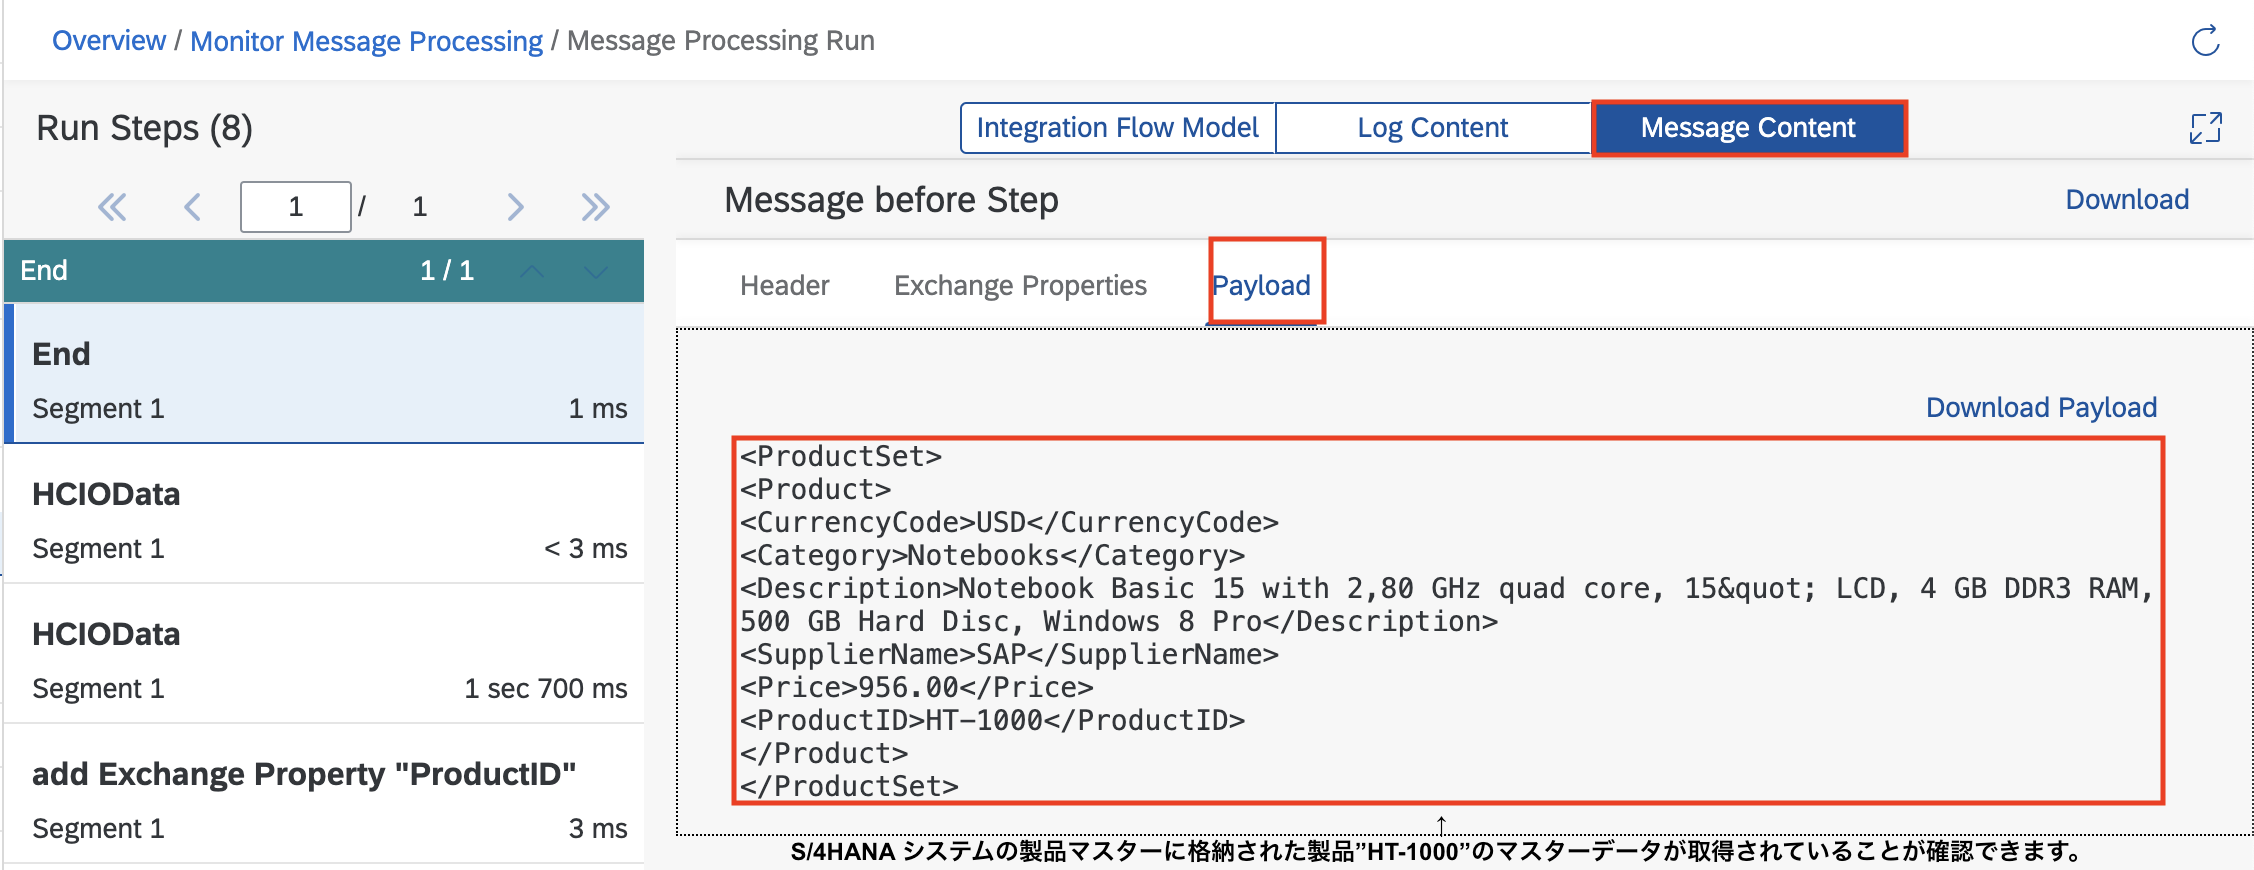 Overview / Monitor Message Processing / Message Processing Run
Run Steps (8)
1 / 1
End 1 / 1
End
Segment 1 1 ms
HCIOData
Segment 1 < 3 ms
HCIOData
Segment 1 1 sec 700 ms
add Exchange Property "ProductID"
Segment 1 3 ms
Integration Flow Model Log Content Message Content
Message before Step Download
Header Exchange Properties Payload
Download Payload
<ProductSet>
<Product>
<CurrencyCode>USD</CurrencyCode>
<Category>Notebooks</Category>
<Description>Notebook Basic 15 with 2,80 GHz quad core, 15&quot; LCD, 4 GB DDR3 RAM,
500 GB Hard Disc, Windows 8 Pro</Description>
<SupplierName>SAP</SupplierName>
<Price>956.00</Price>
<ProductID>HT-1000</ProductID>
</Product>
</ProductSet>
↑
S/4HANA システムの製品マスターに格納された製品”HT-1000”のマスターデータが取得されていることが確認できます。